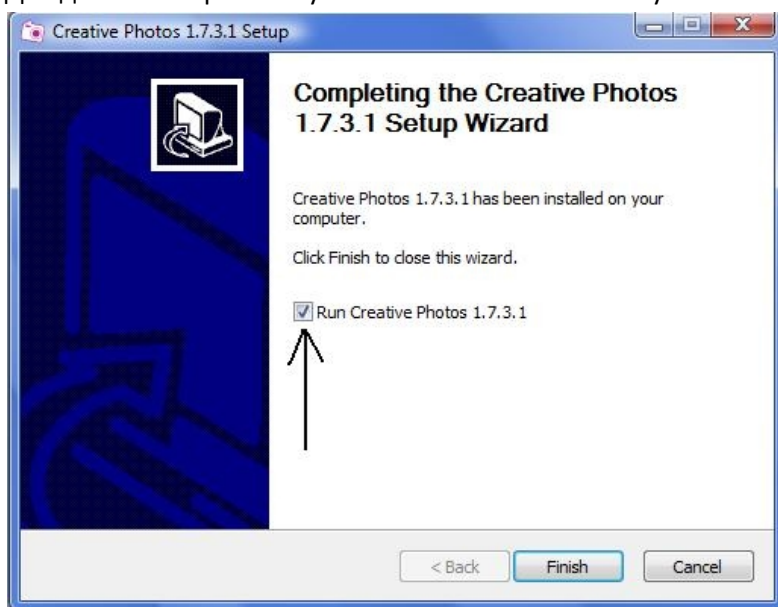 Creative Photos 1.7.3.1 Setup
Completing the Creative Photos
1.7.3.1 Setup Wizard
Creative Photos 1.7.3.1 has been installed on your
computer.
Click Finish to close this wizard.
Run Creative Photos 1.7.3.1
< Back
Finish
Cancel